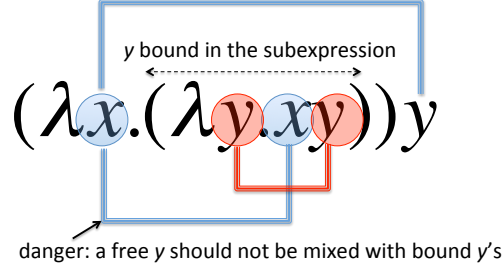 y bound in the subexpression
(λx.(λy.xy))y
danger: a free y should not be mixed with bound y's